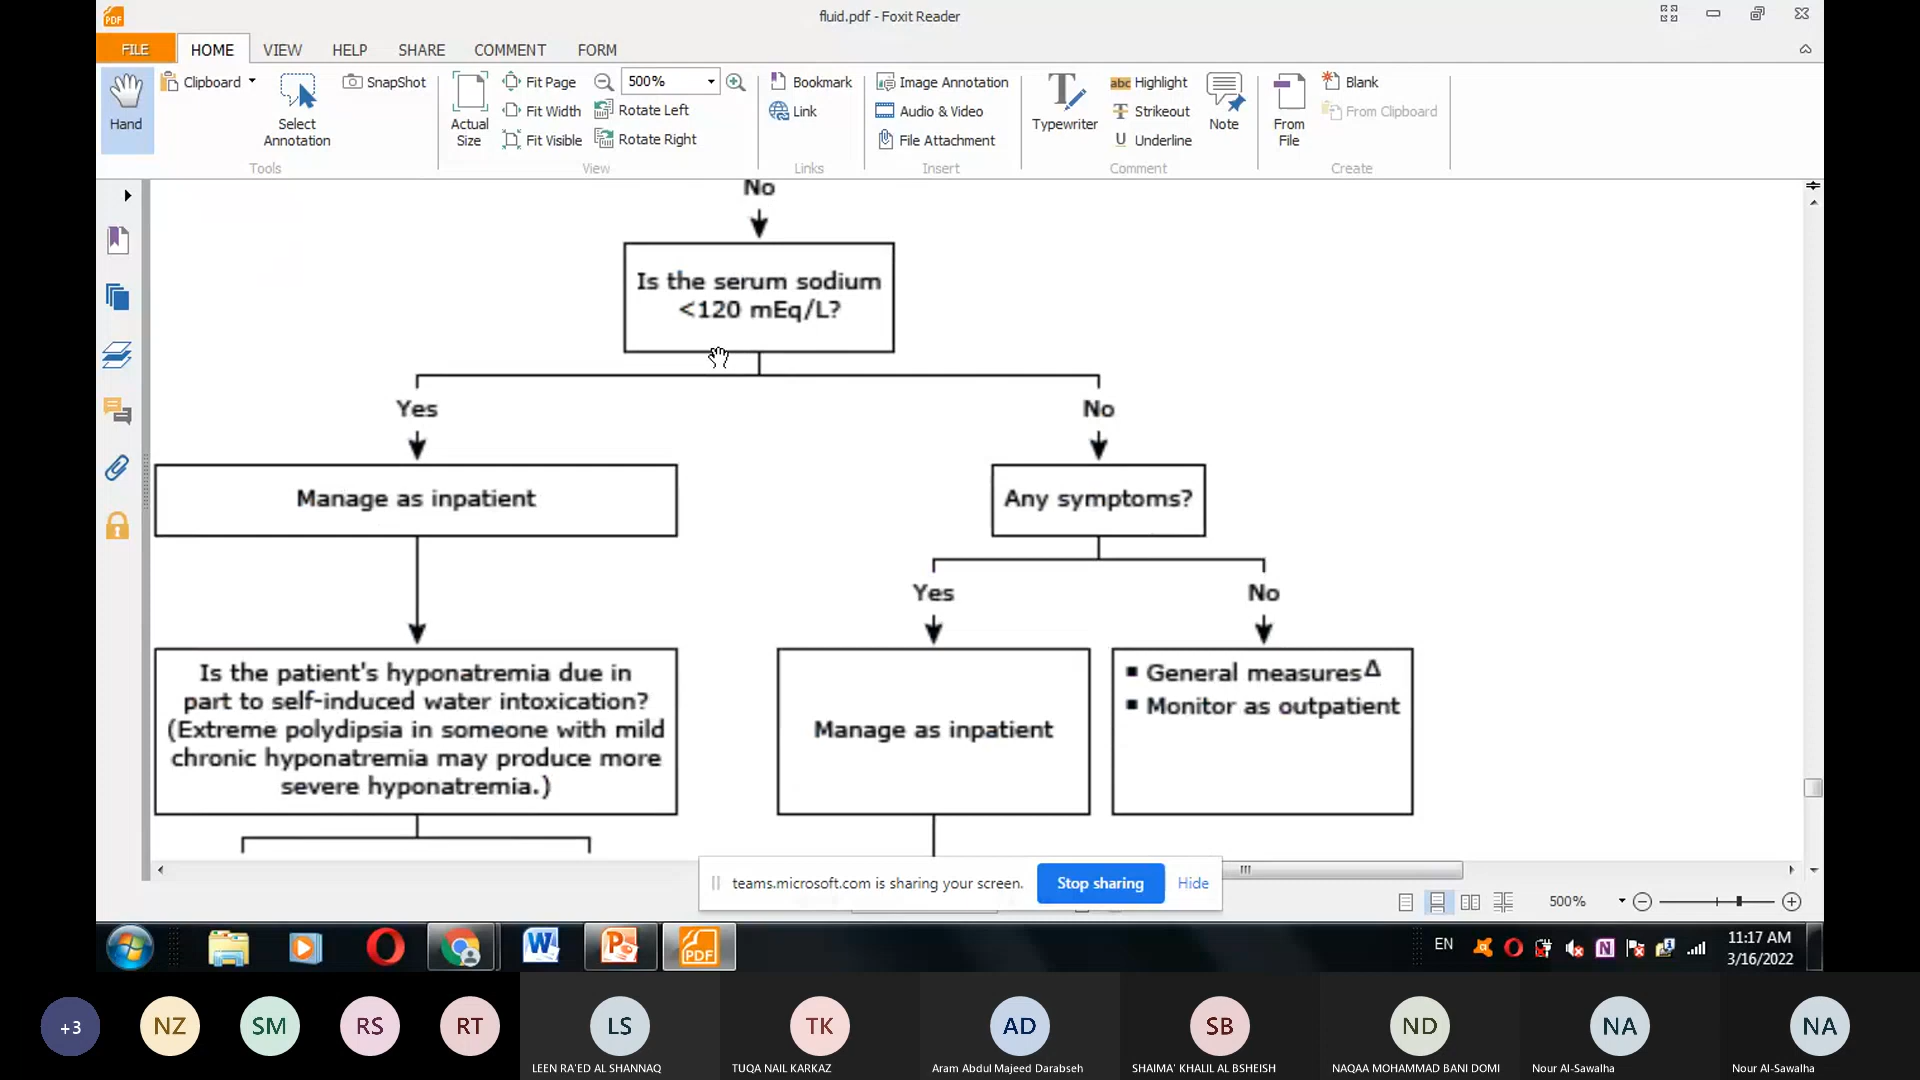 fluid.pdf - Foxit Reader
FILE
HOME
VIEW
HELP
SHARE
COMMENT
FORM
Hand
Clipboard
Select
Annotation
SnapShot
Tools
Actual
Size
Fit Page
Fit Width
Fit Visible
500%
Rotate Left
Rotate Right
View
Bookmark
Link
Links
Image Annotation
Audio & Video
File Attachment
Insert
Typewriter
abc Highlight
Strikeout
U Underline
Note
Comment
From
File
Blank
From Clipboard
Create
No
Is the serum sodium
<120 mEq/L?
Yes
No
Manage as inpatient
Any symptoms?
Yes
No
Is the patient's hyponatremia due in
part to self-induced water intoxication?
(Extreme polydipsia in someone with mild
chronic hyponatremia may produce more
severe hyponatremia.)
Manage as inpatient
▪ General measuresΔ
▪ Monitor as outpatient
teams.microsoft.com is sharing your screen.
Stop sharing
Hide
500%
PDF
EN
11:17 AM
3/16/2022
+3
NZ
SM
RS
RT
LS
LEEN RA'ED AL SHANNAQ
TK
TUQA NAIL KARKAZ
AD
Aram Abdul Majeed Darabseh
SB
SHAIMA' KHALIL AL BSHEISH
ND
NAQAA MOHAMMAD BANI DOMI
NA
Nour Al-Sawalha
NA
Nour Al-Sawalha